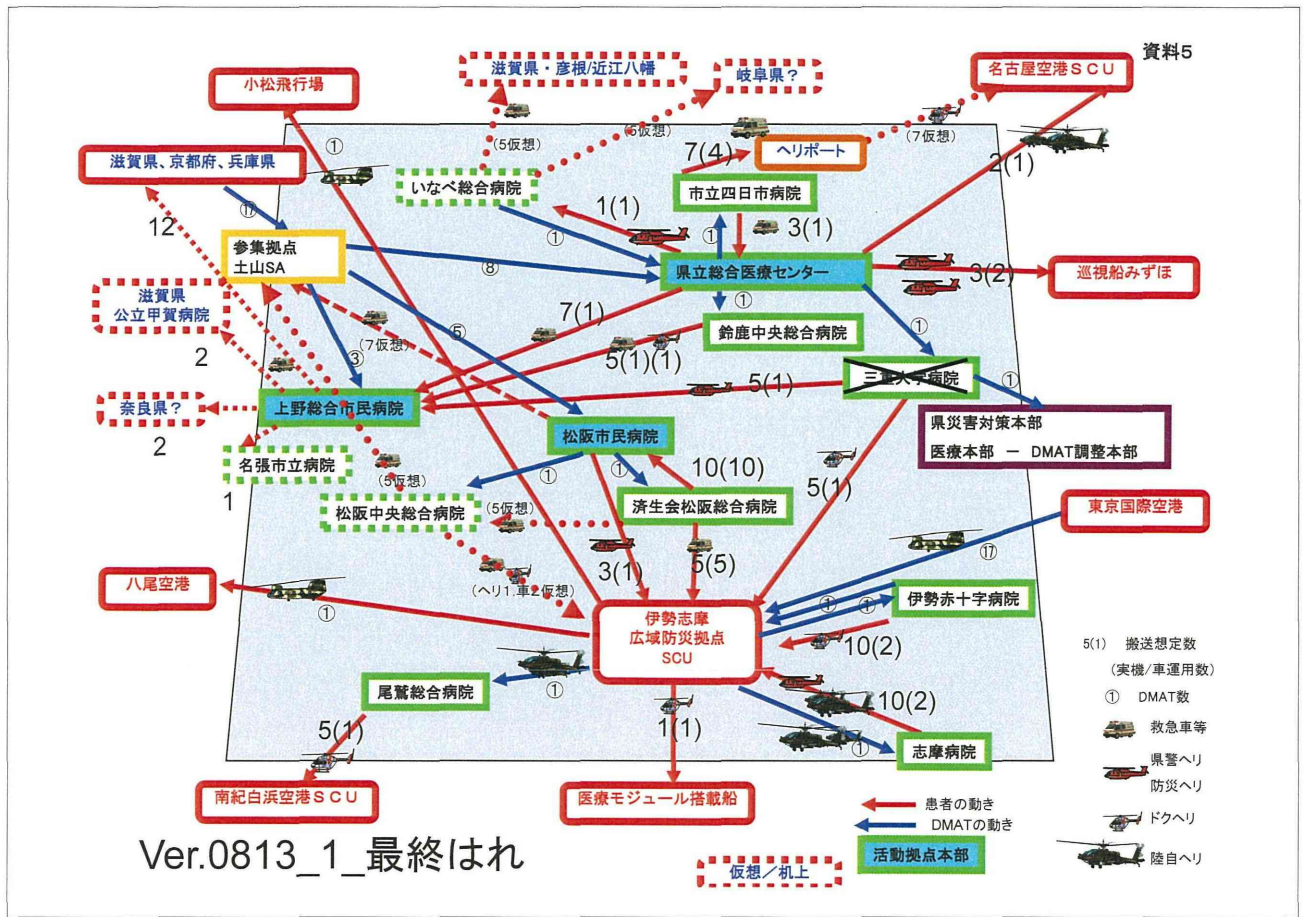 資料5
小松飛行場
滋賀県・彦根/近江八幡
岐阜県?
名古屋空港SCU
①
(5仮想)
(5仮想)
(7仮想)
滋賀県、京都府、兵庫県
いなべ総合病院
7(4)
ヘリポート
市立四日市病院
2(1)
⑰
12
1(1)
①
①
3(1)
参集拠点
土山SA
⑧
県立総合医療センター
3(2)
巡視船みずほ
滋賀県
公立甲賀病院
7(1)
①
鈴鹿中央総合病院
①
(7仮想)
⑤
5(1)(1)
③
2
三重大学病院
5(1)
①
奈良県?
上野総合市民病院
2
県災害対策本部
医療本部 - DMAT調整本部
松阪市民病院
名張市立病院
1
(5仮想)
①
①
10(10)
5(1)
松阪中央総合病院
(5仮想)
済生会松阪総合病院
東京国際空港
3(1)
5(5)
⑰
八尾空港
①
(ヘリ1.車2仮想)
伊勢志摩
広域防災拠点
SCU
①
①
伊勢赤十字病院
10(2)
5(1) 搬送想定数
(実機/車運用数)
① DMAT数
尾鷲総合病院
①
10(2)
救急車等
5(1)
1(1)
①
志摩病院
県警ヘリ
防災ヘリ
南紀白浜空港SCU
医療モジュール搭載船
患者の動き
DMATの動き
ドクヘリ
Ver.0813_1_最終はれ
活動拠点本部
陸自ヘリ
仮想/机上